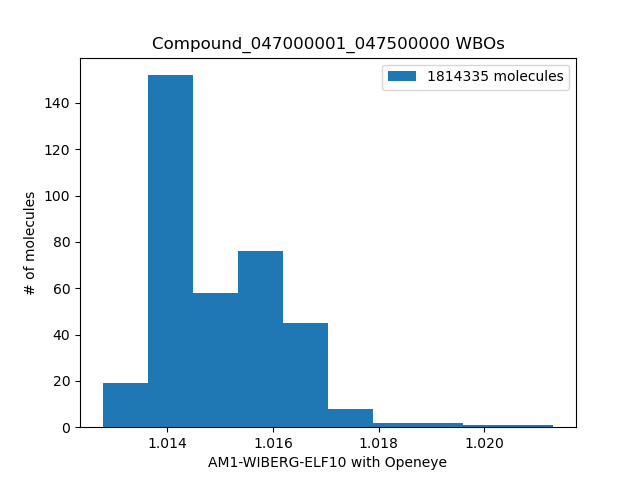 Compound_047000001_047500000 WBOs
1814335 molecules
# of molecules
140
120
100
80
60
40
20
0
1.014 1.016 1.018 1.020
AM1-WIBERG-ELF10 with Openeye